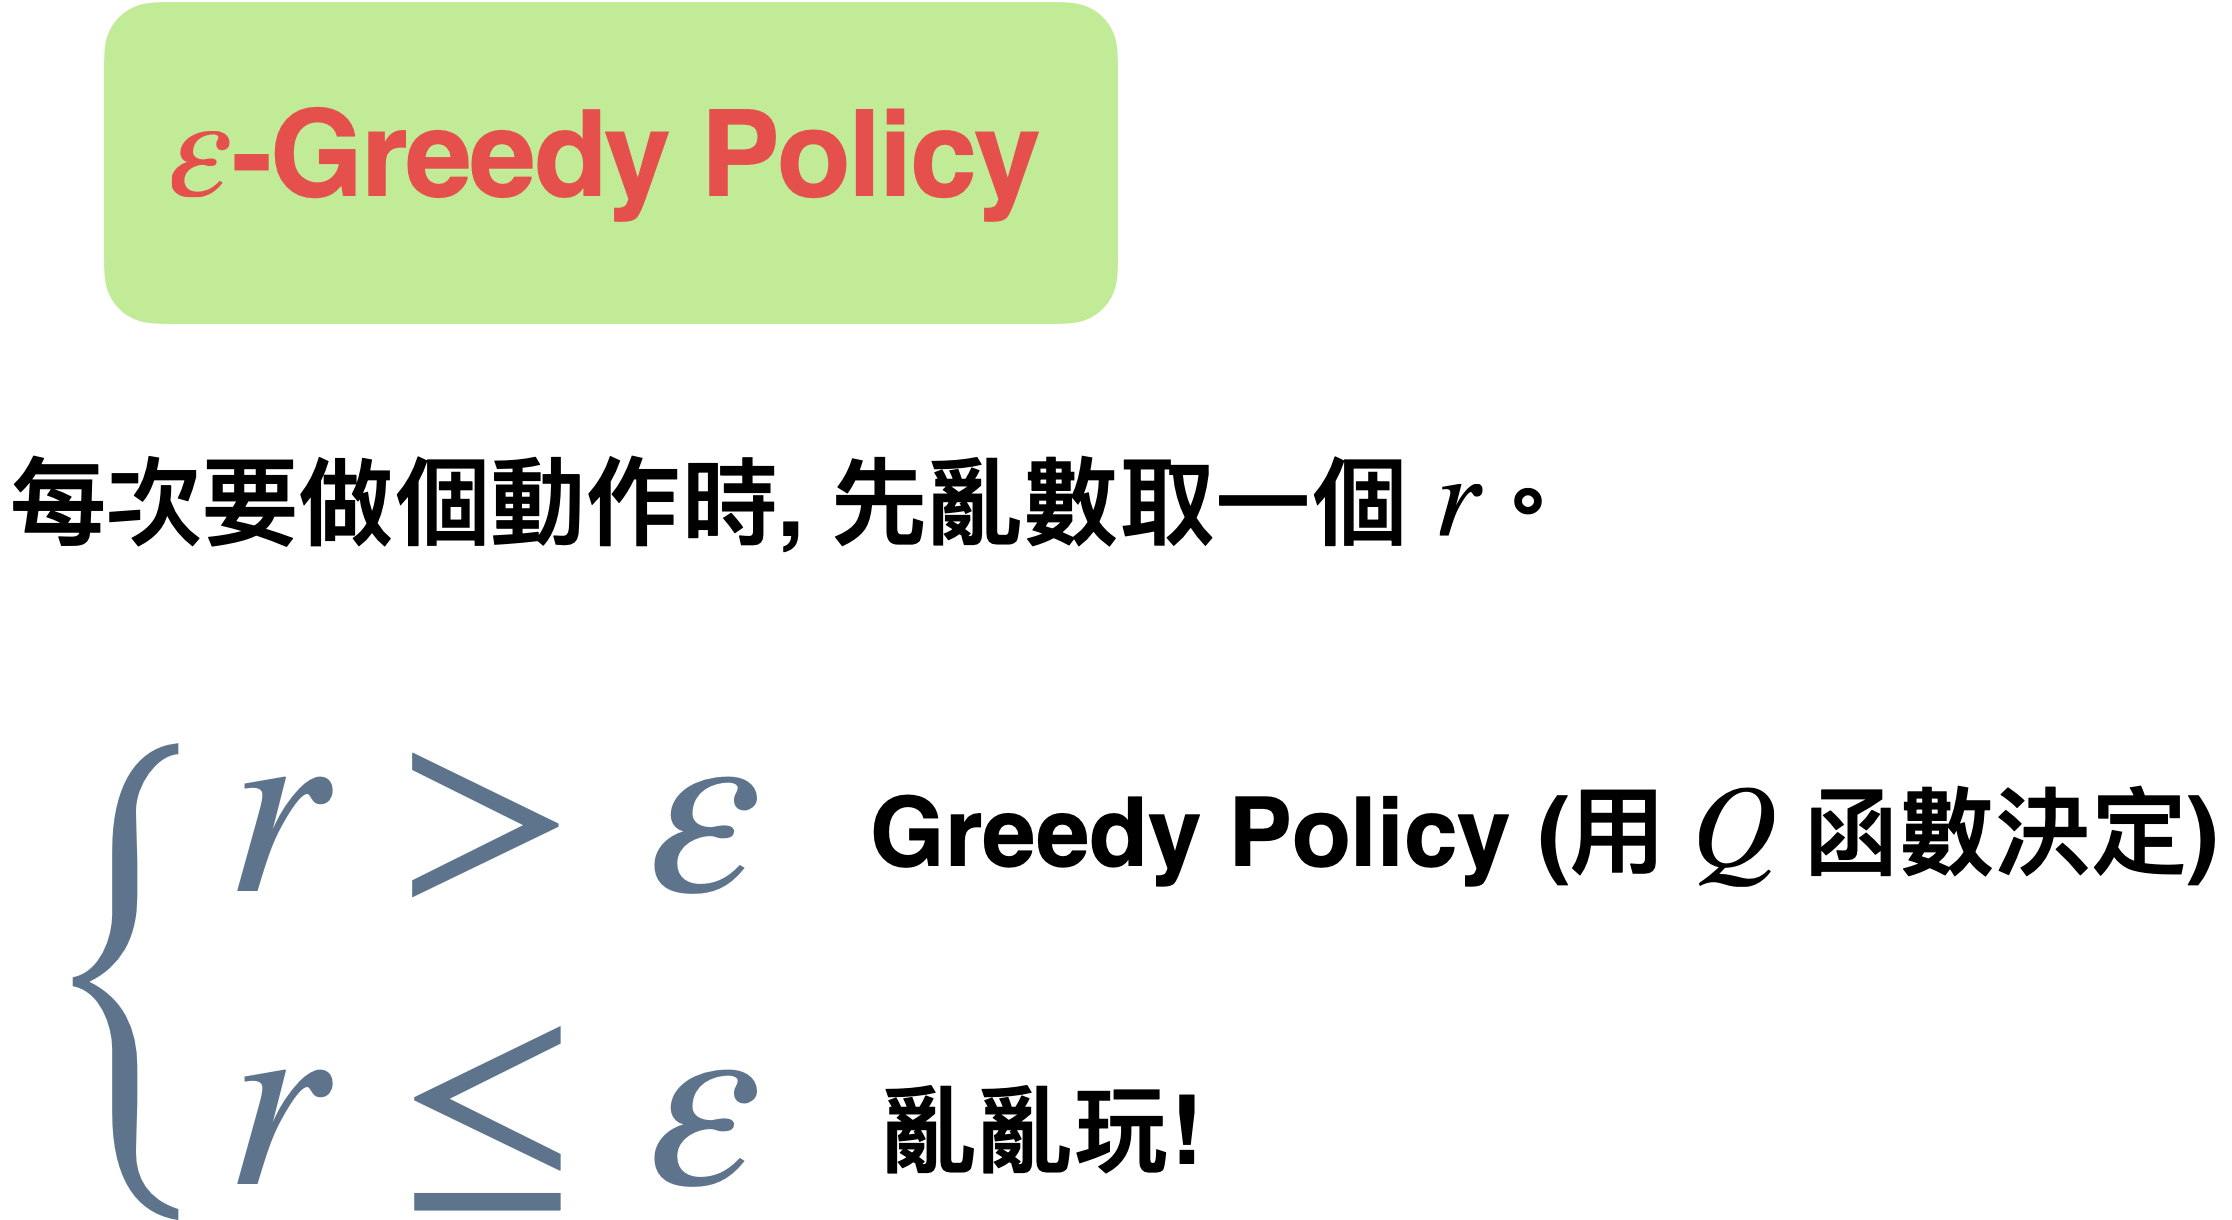 ε-Greedy Policy
每次要做個動作時, 先亂數取一個 r。
r > ε Greedy Policy (用 Q 函數決定)
r ≤ ε 亂亂玩!